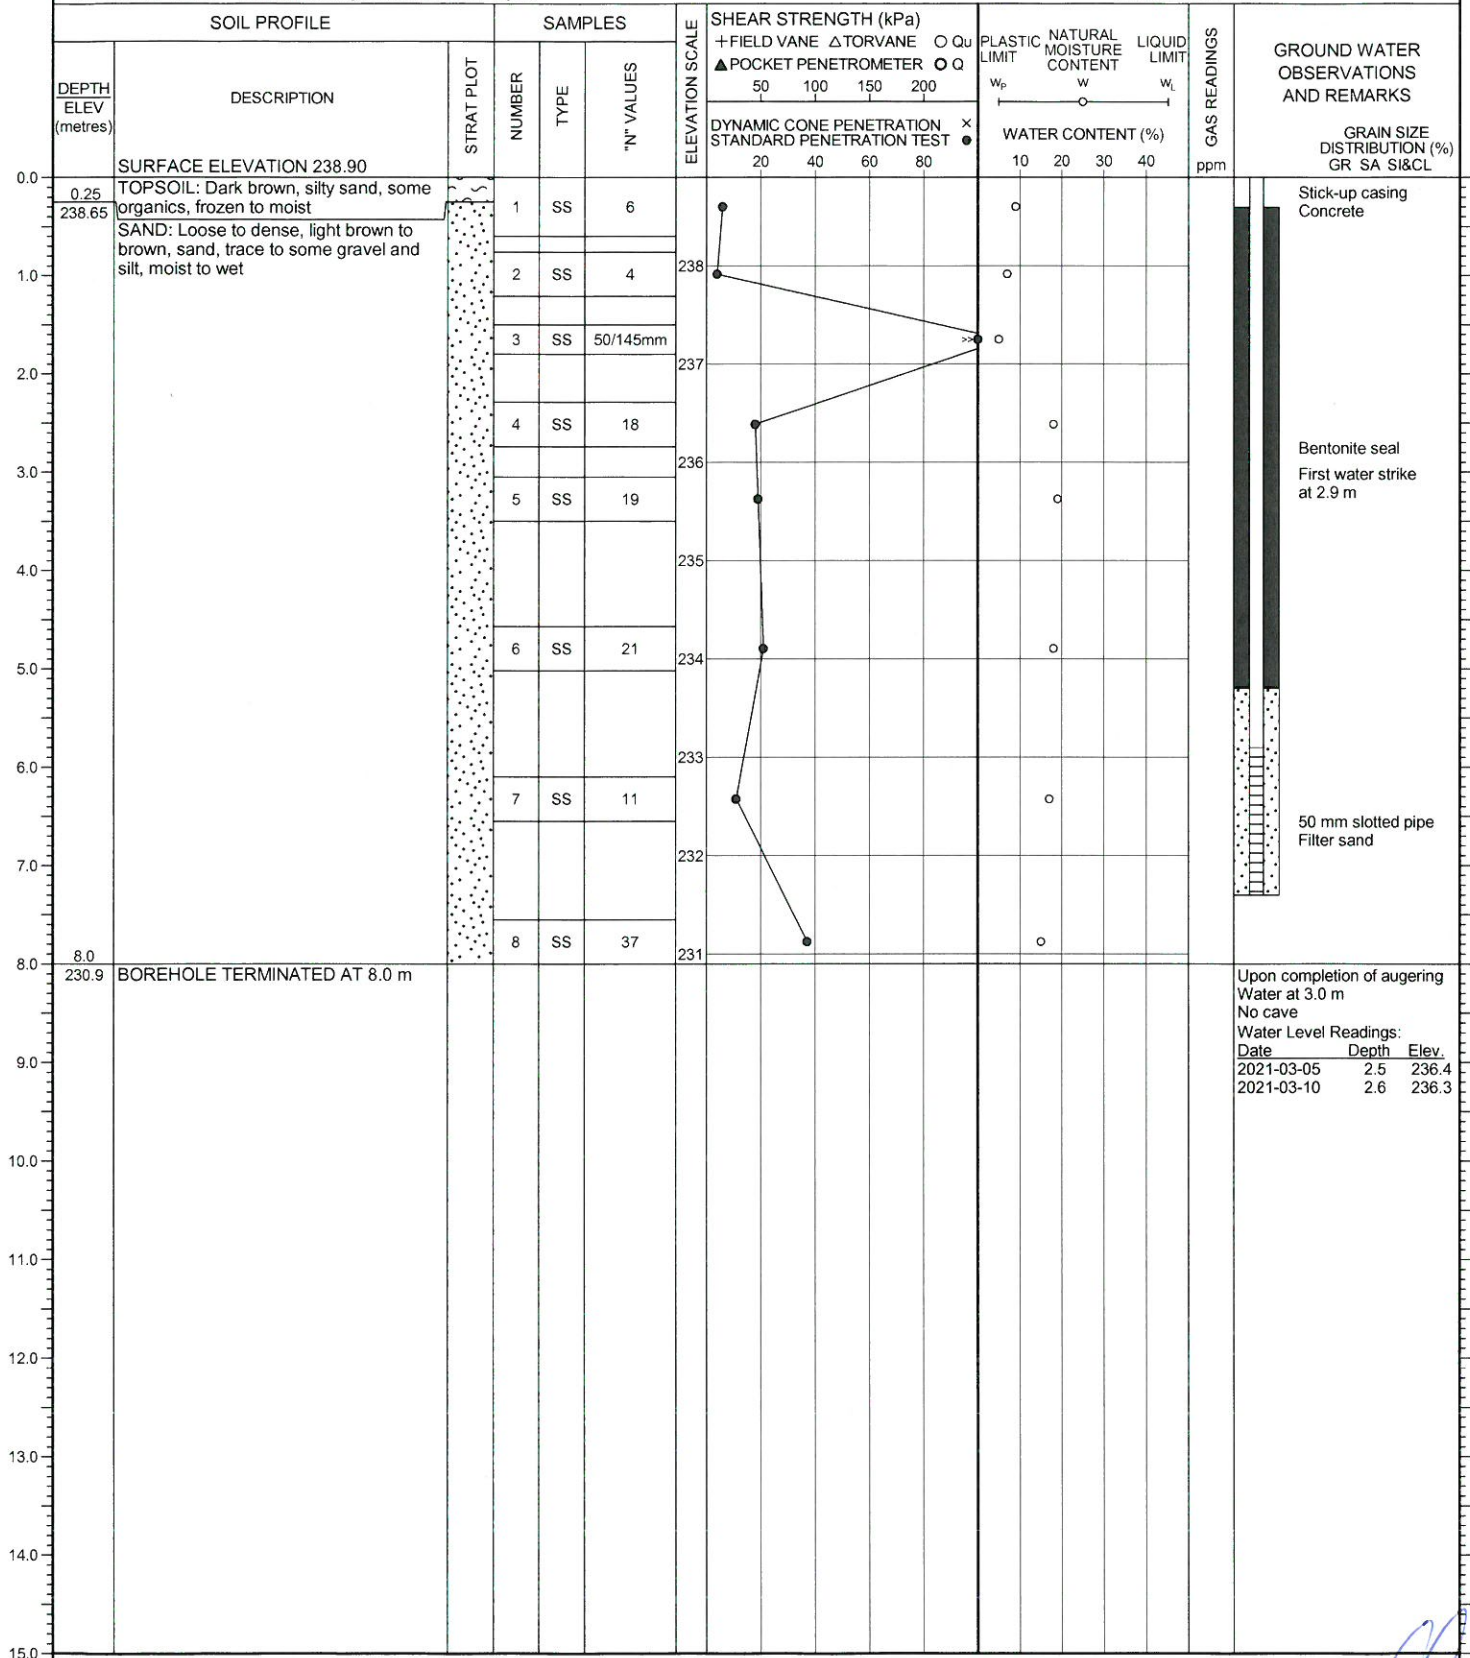 SOIL PROFILE
SAMPLES
DEPTH
ELEV
(metres)
DESCRIPTION
STRAT PLOT
NUMBER
TYPE
"N" VALUES
ELEVATION SCALE
SHEAR STRENGTH (kPa)
+FIELD VANE △TORVANE ○ Qu
▲POCKET PENETROMETER O Q
50 100 150 200
DYNAMIC CONE PENETRATION ×
STANDARD PENETRATION TEST ●
20 40 60 80
PLASTIC LIMIT
NATURAL MOISTURE CONTENT
LIQUID LIMIT
WP W WL
WATER CONTENT (%)
10 20 30 40
GAS READINGS
ppm
GROUND WATER
OBSERVATIONS
AND REMARKS
GRAIN SIZE
DISTRIBUTION (%)
GR SA SI&CL
SURFACE ELEVATION 238.90
0.0
0.25
238.65
TOPSOIL: Dark brown, silty sand, some
organics, frozen to moist
SAND: Loose to dense, light brown to
brown, sand, trace to some gravel and
silt, moist to wet
1 SS 6
Stick-up casing
Concrete
1.0
2 SS 4
238
3 SS 50/145mm
>>
237
2.0
4 SS 18
236
Bentonite seal
3.0
First water strike
at 2.9 m
5 SS 19
235
4.0
6 SS 21
234
5.0
233
6.0
7 SS 11
50 mm slotted pipe
Filter sand
232
7.0
8 SS 37
231
8.0
8.0
230.9
BOREHOLE TERMINATED AT 8.0 m
Upon completion of augering
Water at 3.0 m
No cave
Water Level Readings:
Date Depth Elev.
2021-03-05 2.5 236.4
2021-03-10 2.6 236.3
9.0
10.0
11.0
12.0
13.0
14.0
15.0